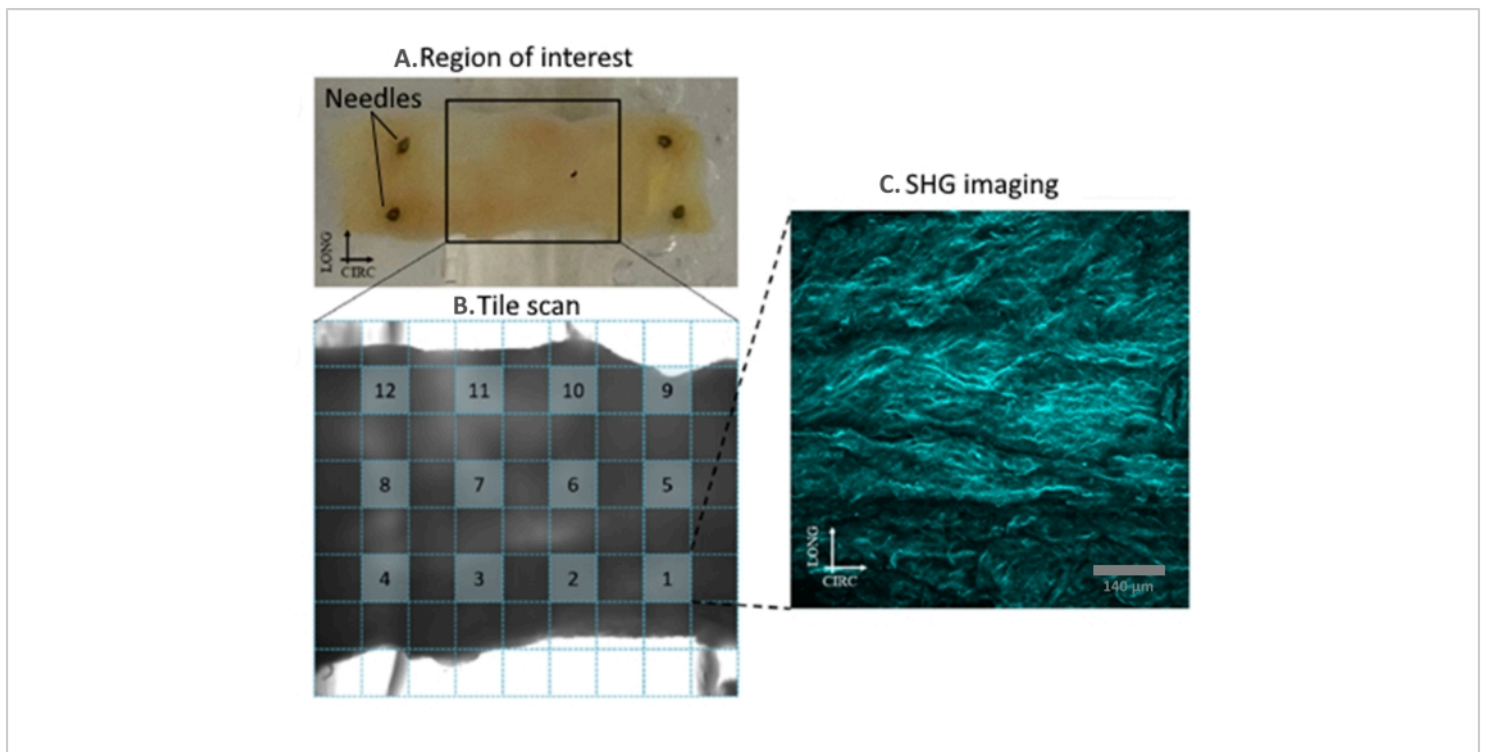 A.Region of interest
Needles
LONG
CIRC
B.Tile scan
12 11 10 9
8 7 6 5
4 3 2 1
C. SHG imaging
LONG
CIRC
140 μm